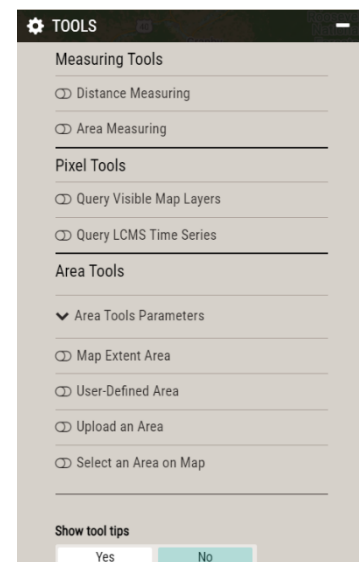 TOOLS
Measuring Tools
Distance Measuring
Area Measuring
Pixel Tools
Query Visible Map Layers
Query LCMS Time Series
Area Tools
Area Tools Parameters
Map Extent Area
User-Defined Area
Upload an Area
Select an Area on Map
Show tool tips
Yes No